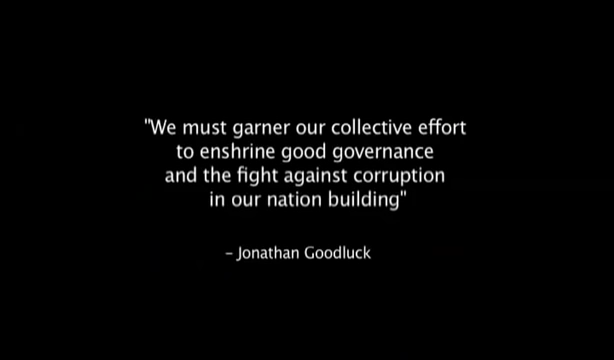 "We must garner our collective effort
to enshrine good governance
and the fight against corruption
in our nation building"
– Jonathan Goodluck